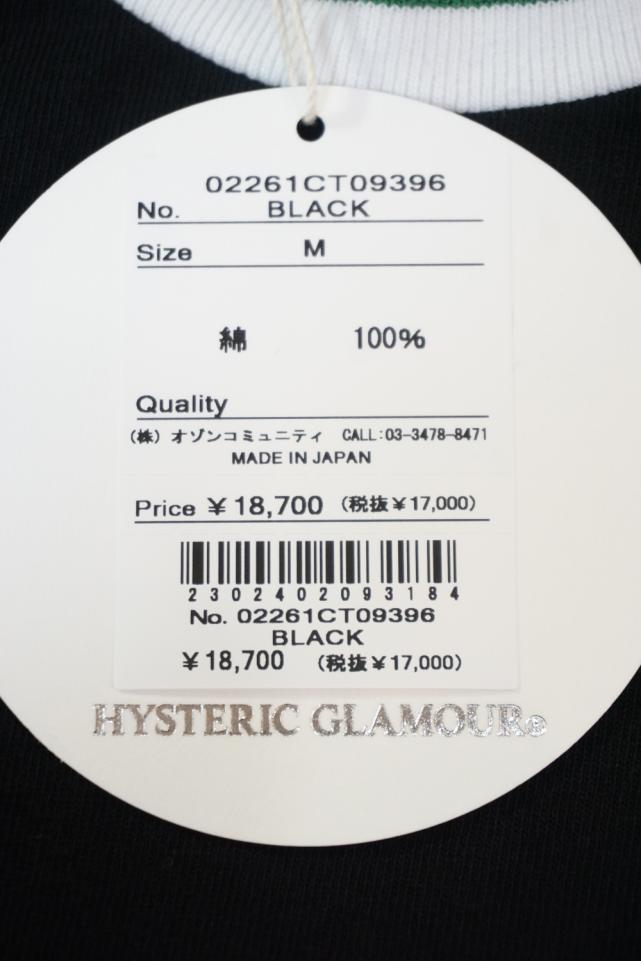 02261CT09396
No. BLACK
Size M
綿 100%
Quality
（株）オゾンコミュニティ CALL:03-3478-8471
MADE IN JAPAN
Price ¥18,700 （税抜¥17,000）
2302402093184
No. 02261CT09396
BLACK
¥18,700 （税抜¥17,000）
HYSTERIC GLAMOUR®